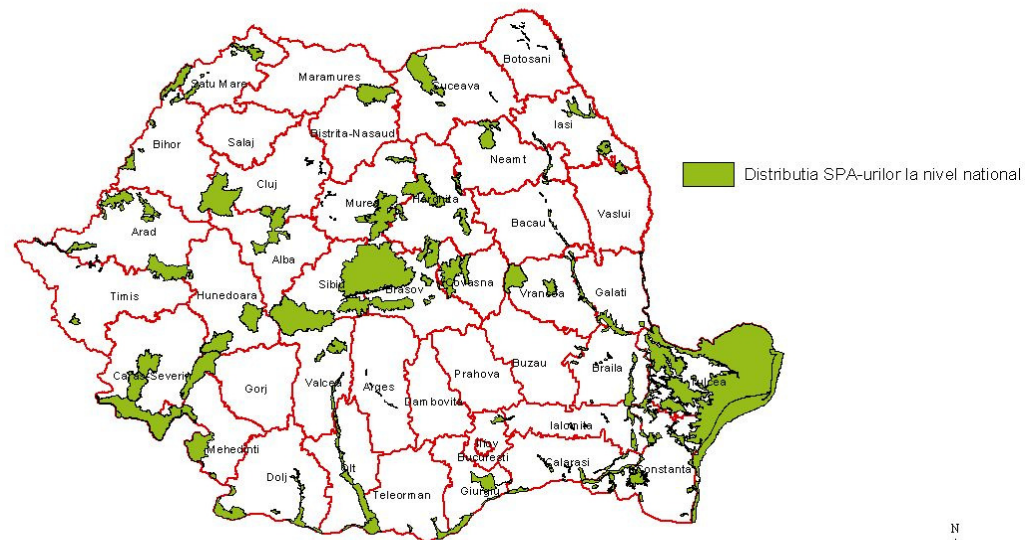 Botosani
Satu Mare
Maramures
Suceava
Iasi
Bihor
Salaj
Bistrita-Nasaud
Neamt
Distributia SPA-urilor la nivel national
Cluj
Mures
Harghita
Bacau
Vaslui
Arad
Alba
Sibiu
Brasov
Covasna
Vrancea
Galati
Timis
Hunedoara
Caras-Severin
Gorj
Valcea
Arges
Dambovita
Prahova
Buzau
Braila
Tulcea
Ialomita
Ilfov
Bucuresti
Mehedinti
Dolj
Olt
Teleorman
Giurgiu
Calarasi
Constanta
N